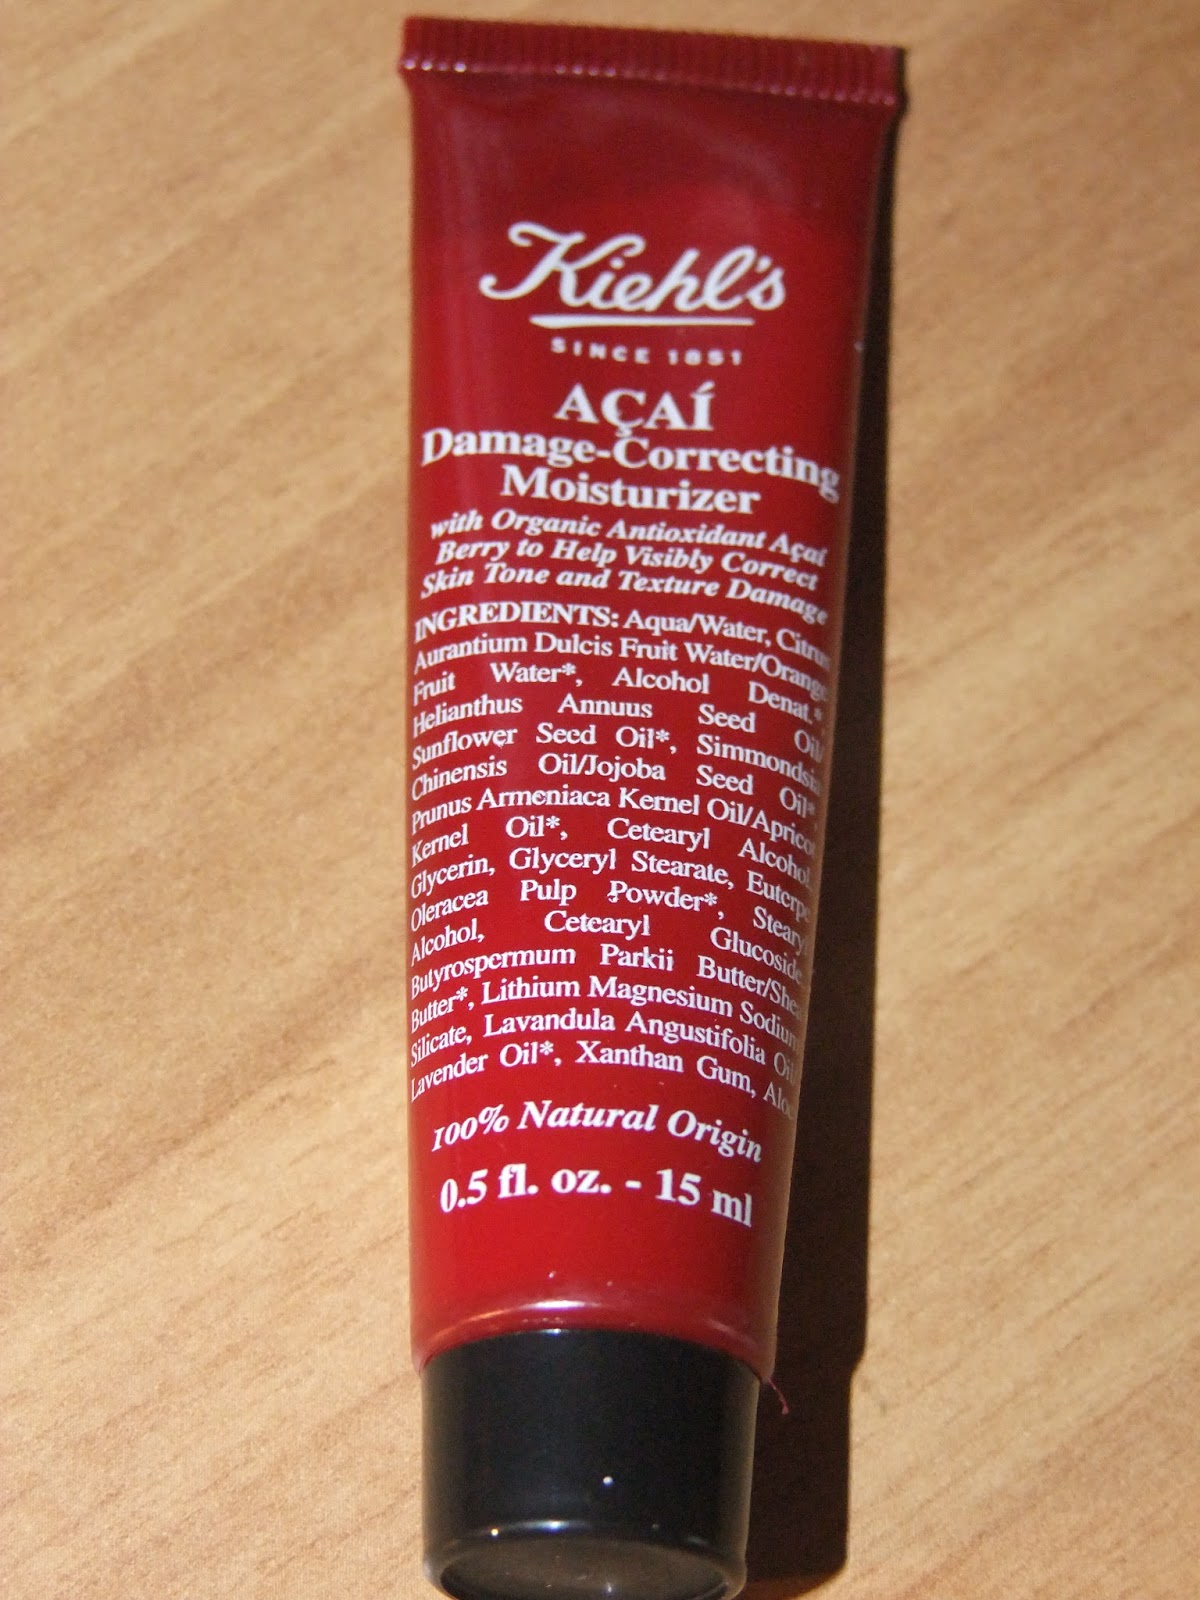 Kiehl's
SINCE 1851
AÇAÍ
Damage-Correcting
Moisturizer
with Organic Antioxidant Açaí
Berry to Help Visibly Correct
Skin Tone and Texture Damage
INGREDIENTS: Aqua/Water, Citrus
Aurantium Dulcis Fruit Water/Orange
Fruit Water*, Alcohol Denat.*
Helianthus Annuus Seed Oil/
Sunflower Seed Oil*, Simmondsia
Chinensis Oil/Jojoba Seed Oil*,
Prunus Armeniaca Kernel Oil/Apricot
Kernel Oil*, Cetearyl Alcohol,
Glycerin, Glyceryl Stearate, Euterpe
Oleracea Pulp Powder*, Stearyl
Alcohol, Cetearyl Glucoside,
Butyrospermum Parkii Butter/Shea
Butter*, Lithium Magnesium Sodium
Silicate, Lavandula Angustifolia Oil/
Lavender Oil*, Xanthan Gum, Aloe
100% Natural Origin
0.5 fl. oz. - 15 ml